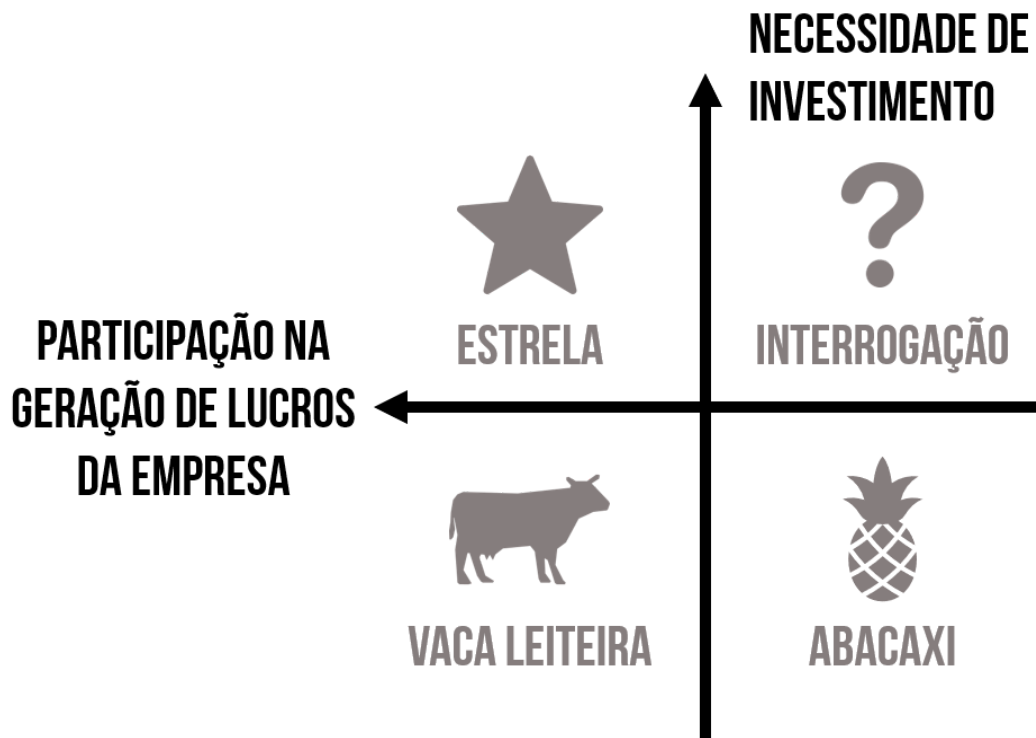 NECESSIDADE DE
INVESTIMENTO
?
ESTRELA
INTERROGAÇÃO
PARTICIPAÇÃO NA
GERAÇÃO DE LUCROS
DA EMPRESA
VACA LEITEIRA
ABACAXI